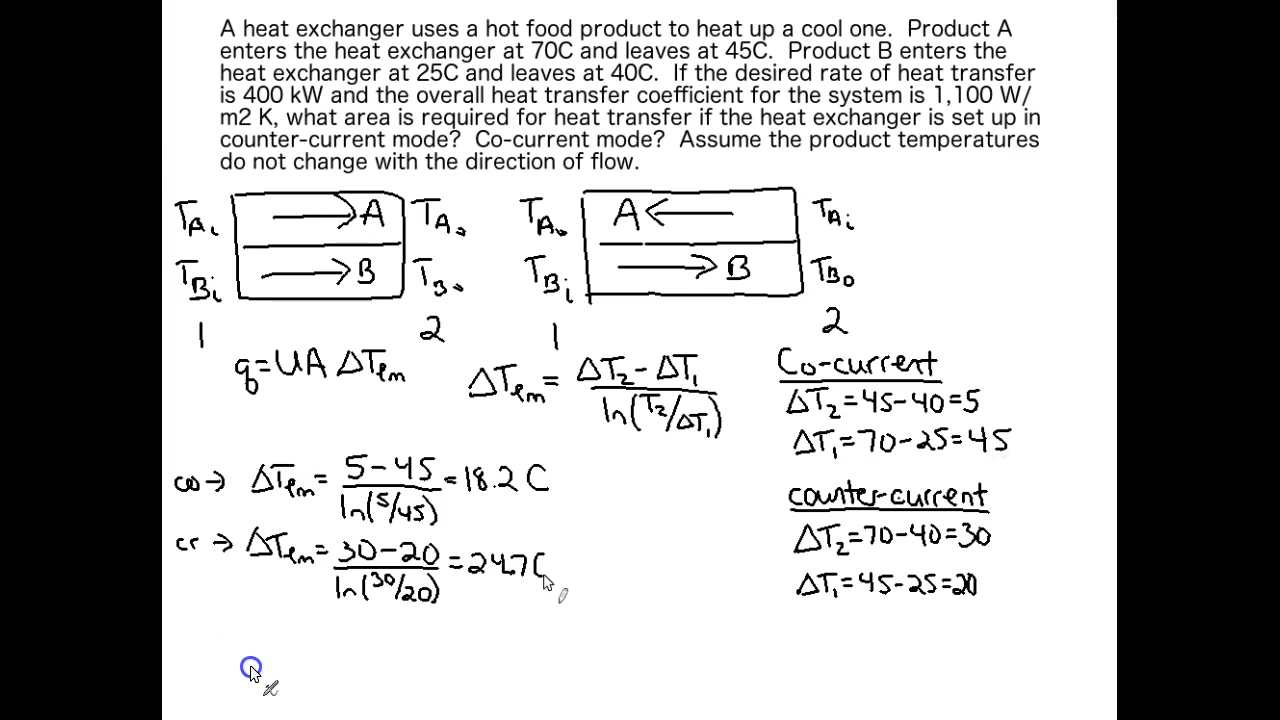 A heat exchanger uses a hot food product to heat up a cool one. Product A
enters the heat exchanger at 70C and leaves at 45C. Product B enters the
heat exchanger at 25C and leaves at 40C. If the desired rate of heat transfer
is 400 kW and the overall heat transfer coefficient for the system is 1,100 W/
m2 K, what area is required for heat transfer if the heat exchanger is set up in
counter-current mode? Co-current mode? Assume the product temperatures
do not change with the direction of flow.
TAi → A TAo TAo A ← TAi
TBi → B TBo TBi → B TBo
1 2 1 2
q=UA ΔTlm
ΔTlm = ΔT2 - ΔT1 / ln(T2/ΔT1)
Co-current
ΔT2=45-40=5
ΔT1=70-25=45
co → ΔTlm= 5-45 / ln(5/45) = 18.2 C
counter-current
ΔT2=70-40=30
cr → ΔTlm= 30-20 / ln(30/20) = 24.7C
ΔT1=45-25=20